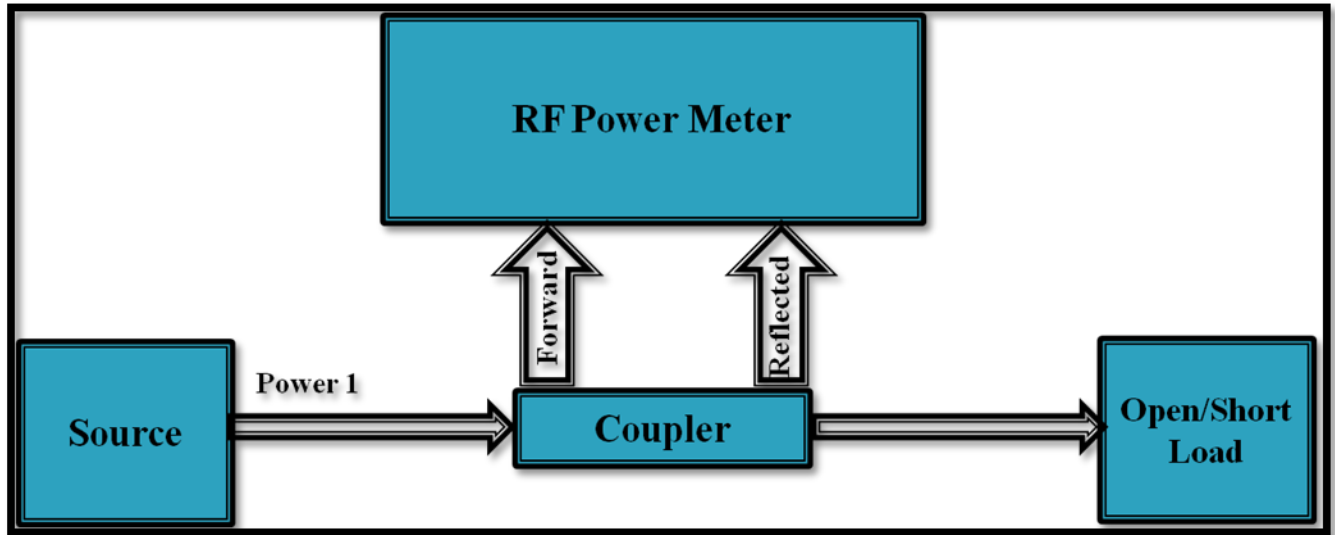 RF Power Meter
Forward
Reflected
Power 1
Source
Coupler
Open/Short
Load